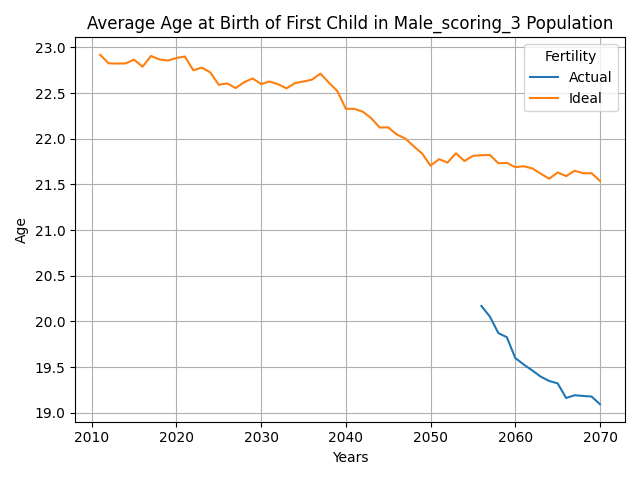 Average Age at Birth of First Child in Male_scoring_3 Population
Fertility
Actual
Ideal
Age
23.0
22.5
22.0
21.5
21.0
20.5
20.0
19.5
19.0
2010 2020 2030 2040 2050 2060 2070
Years